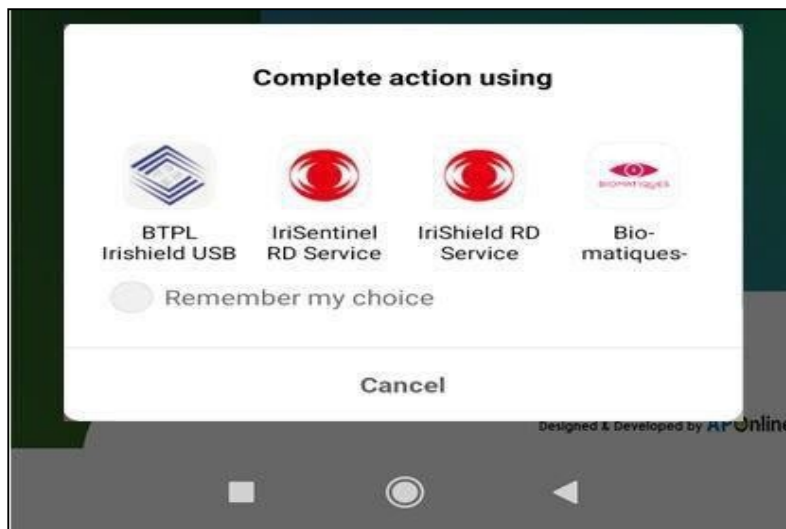 Complete action using
BIOMATIQUES
BTPL
Irishield USB
IriSentinel
RD Service
IriShield RD
Service
Bio-
matiques-
Remember my choice
Cancel
Designed & Developed by APOnline